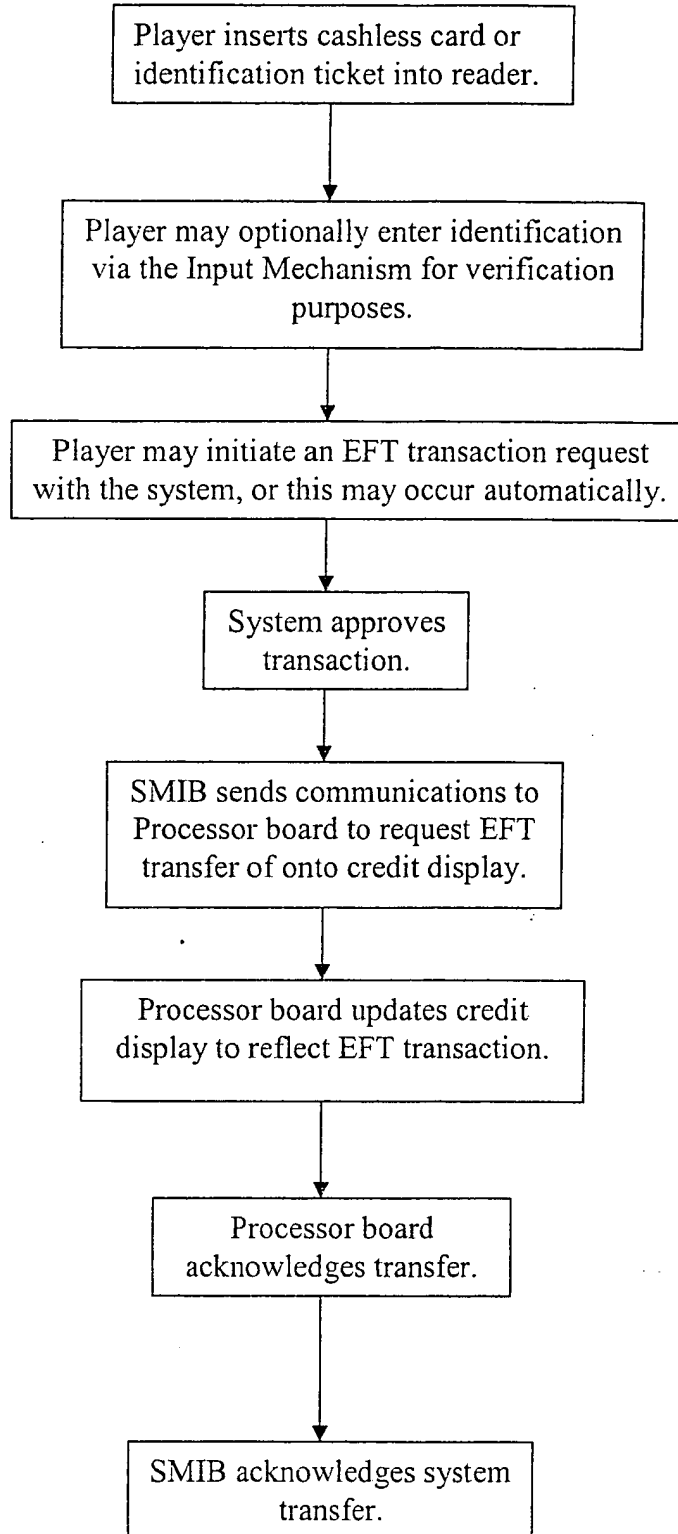 Player inserts cashless card or
identification ticket into reader.
Player may optionally enter identification
via the Input Mechanism for verification
purposes.
Player may initiate an EFT transaction request
with the system, or this may occur automatically.
System approves
transaction.
SMIB sends communications to
Processor board to request EFT
transfer of onto credit display.
Processor board updates credit
display to reflect EFT transaction.
Processor board
acknowledges transfer.
SMIB acknowledges system
transfer.